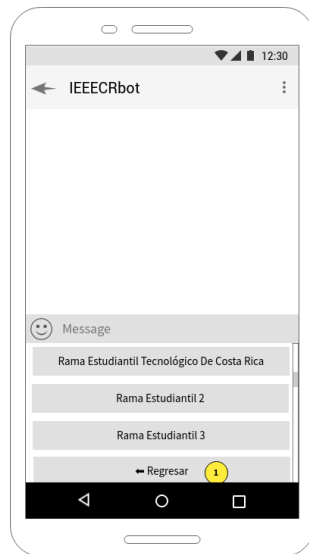 12:30
IEEECRbot
Message
Rama Estudiantil Tecnológico De Costa Rica
Rama Estudiantil 2
Rama Estudiantil 3
⬅ Regresar 1